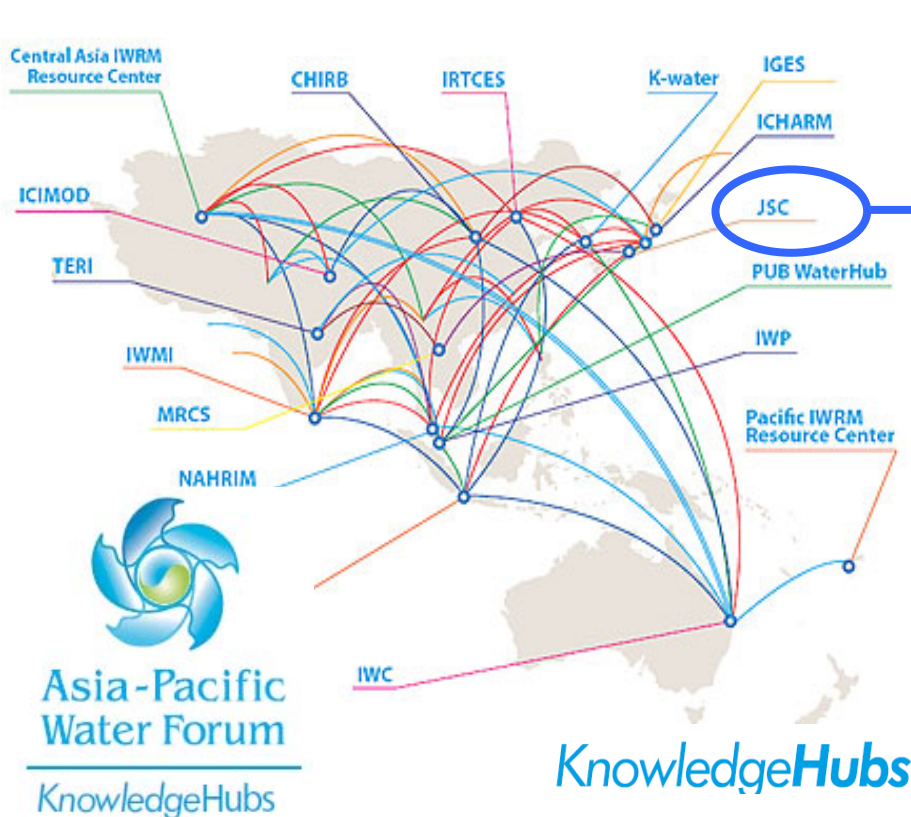 Central Asia IWRM
Resource Center
CHIRB
IRTCES
K-water
IGES
ICHARM
ICIMOD
JSC
TERI
PUB WaterHub
IWMI
IWP
MRCS
Pacific IWRM
Resource Center
NAHRIM
IWC
Asia-Pacific
Water Forum
KnowledgeHubs
KnowledgeHubs